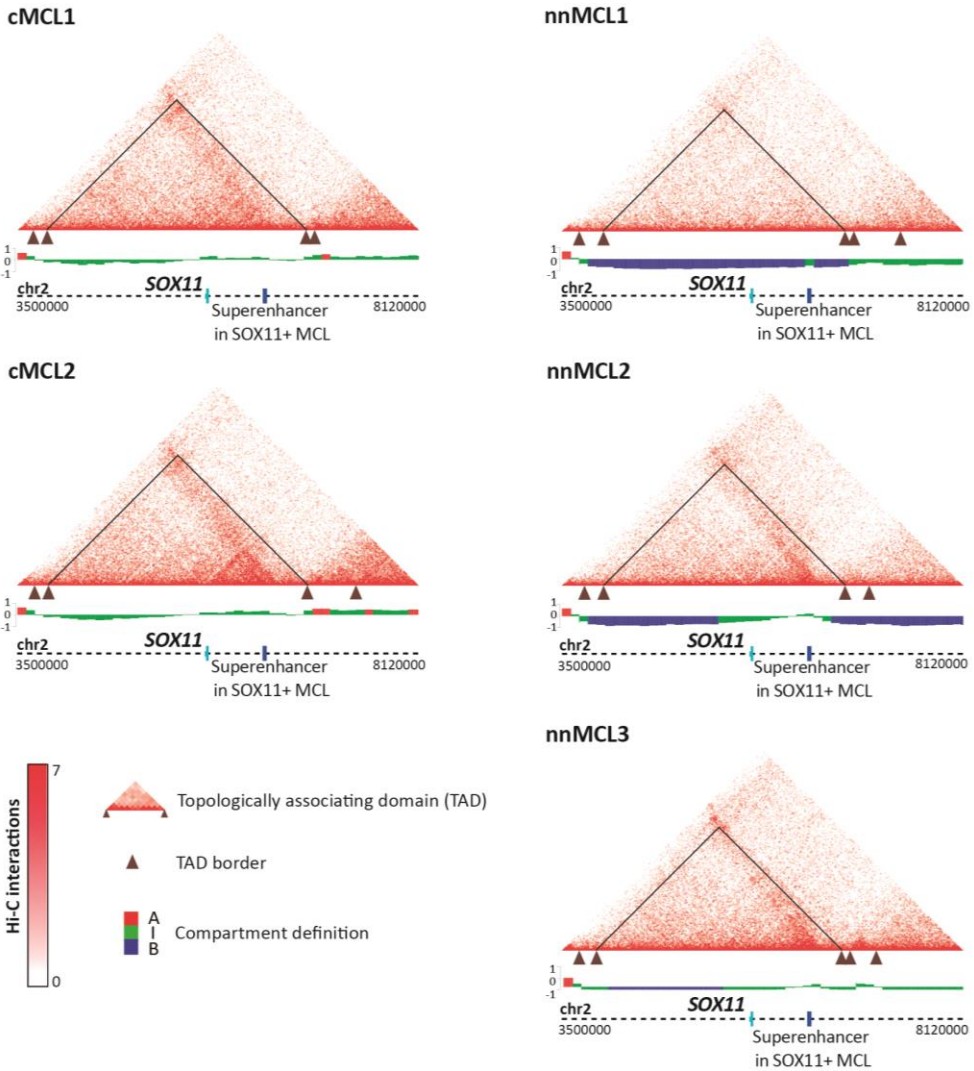 cMCL1
1
0
-1
SOX11
chr2
3500000
8120000
Superenhancer
in SOX11+ MCL
nnMCL1
1
0
-1
SOX11
chr2
3500000
8120000
Superenhancer
in SOX11+ MCL
cMCL2
1
0
-1
SOX11
chr2
3500000
8120000
Superenhancer
in SOX11+ MCL
nnMCL2
1
0
-1
SOX11
chr2
3500000
8120000
Superenhancer
in SOX11+ MCL
Hi-C interactions
7
0
Topologically associating domain (TAD)
TAD border
A
I
B
Compartment definition
nnMCL3
1
0
-1
SOX11
chr2
3500000
8120000
Superenhancer
in SOX11+ MCL